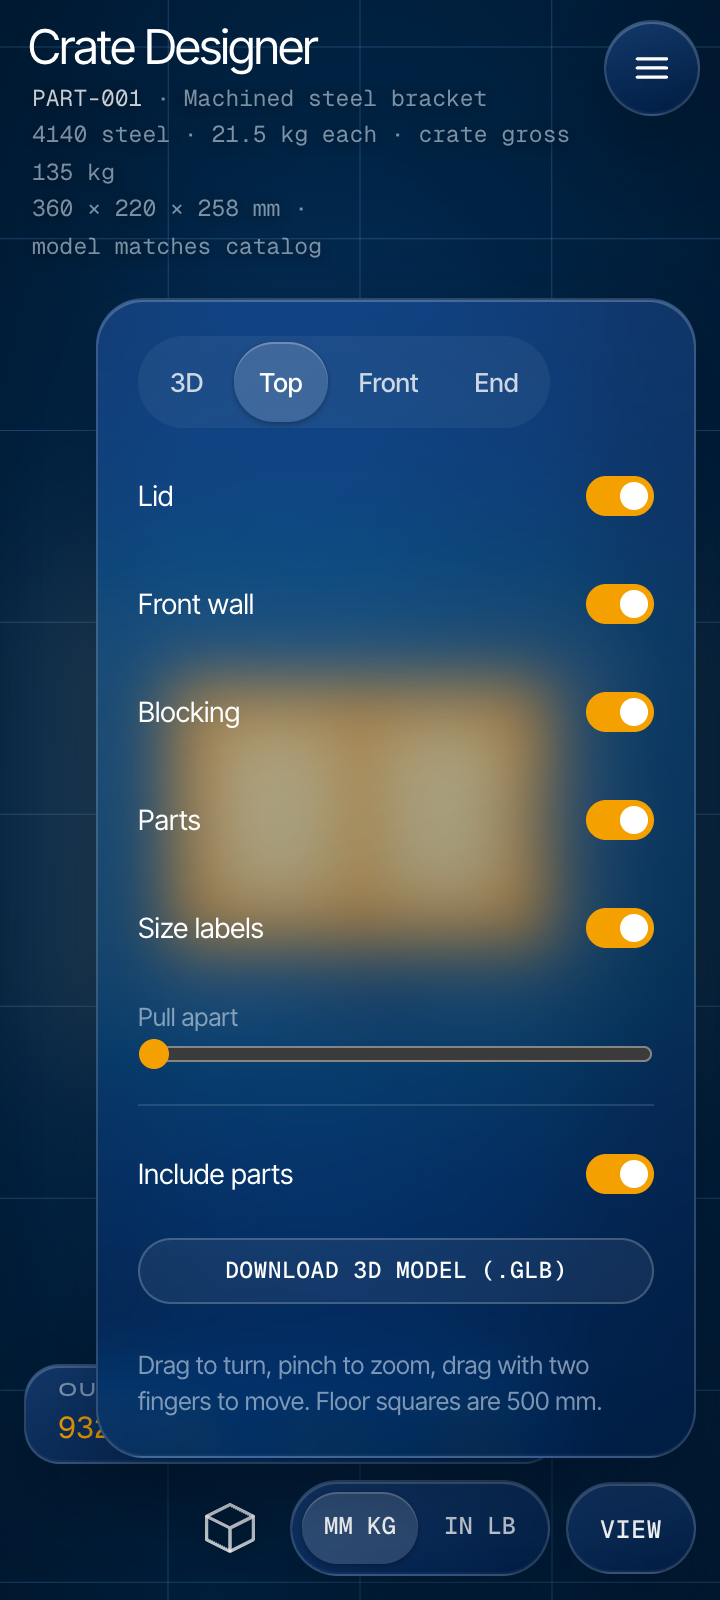 Crate Designer
PART-001 · Machined steel bracket
4140 steel · 21.5 kg each · crate gross
135 kg
360 × 220 × 258 mm ·
model matches catalog
3D Top Front End
Lid
Front wall
Blocking
Parts
Size labels
Pull apart
Include parts
DOWNLOAD 3D MODEL (.GLB)
Drag to turn, pinch to zoom, drag with two
fingers to move. Floor squares are 500 mm.
MM KG IN LB VIEW